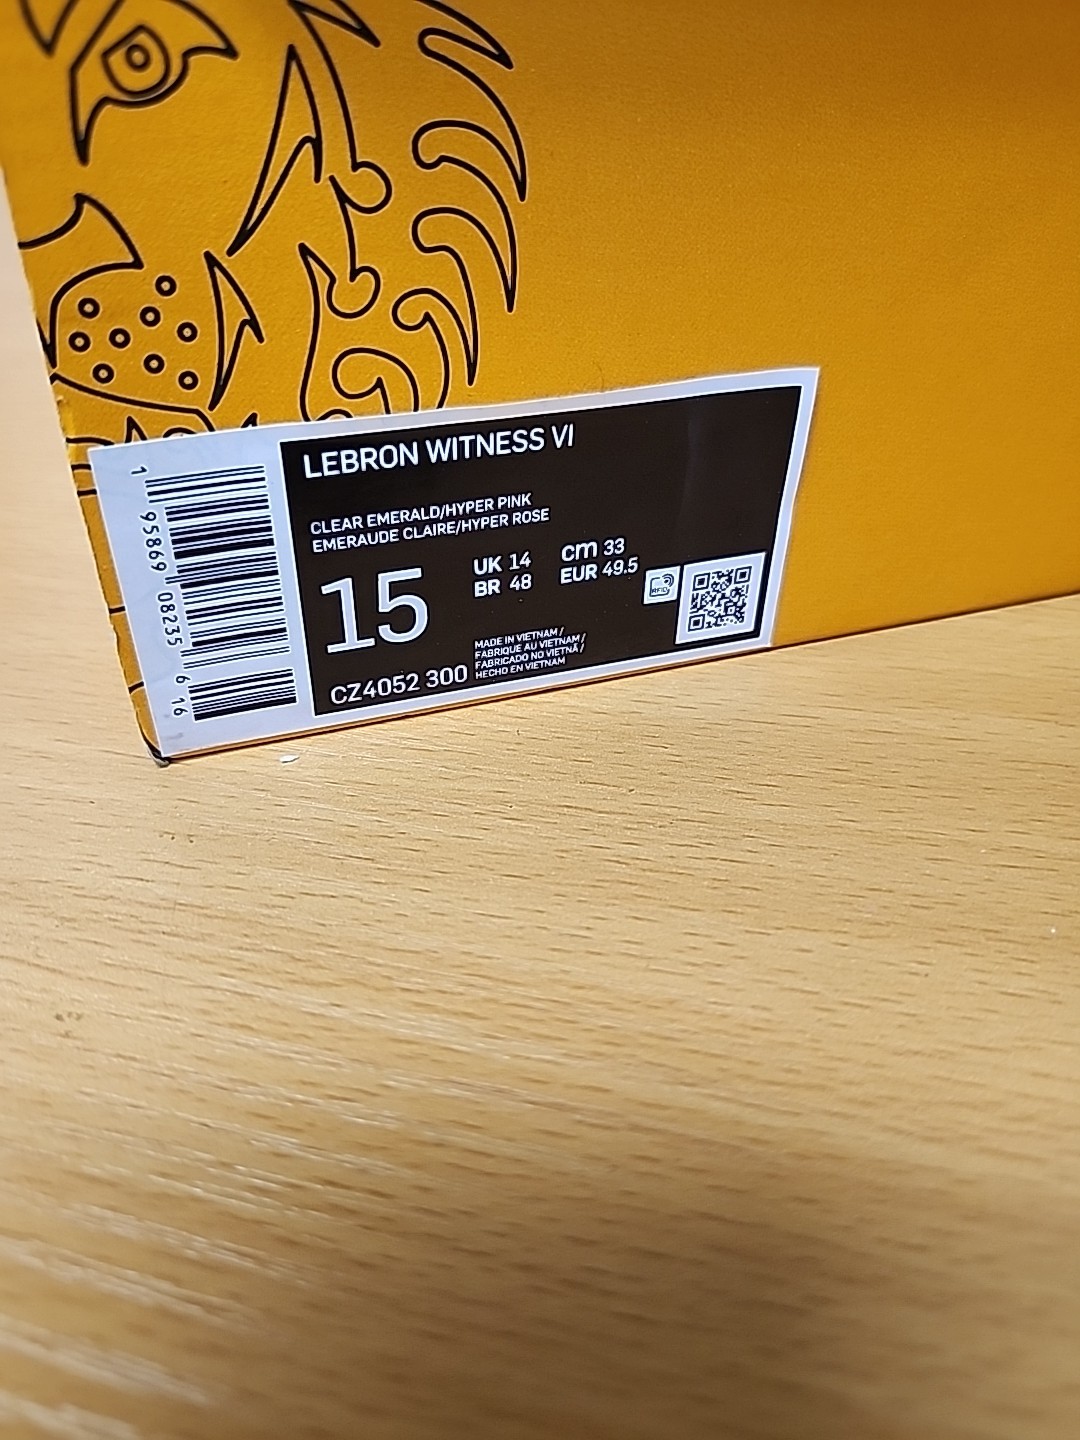 LEBRON WITNESS VI
CLEAR EMERALD/HYPER PINK
EMERAUDE CLAIRE/HYPER ROSE
15
UK 14
BR 48
cm 33
EUR 49.5
RFID
CZ4052 300
MADE IN VIETNAM /
FABRIQUE AU VIETNAM /
FABRICADO NO VIETNÃ /
HECHO EN VIETNAM
1 95869 08235 6 16